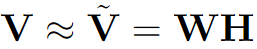 V ≈ Ṽ = WH